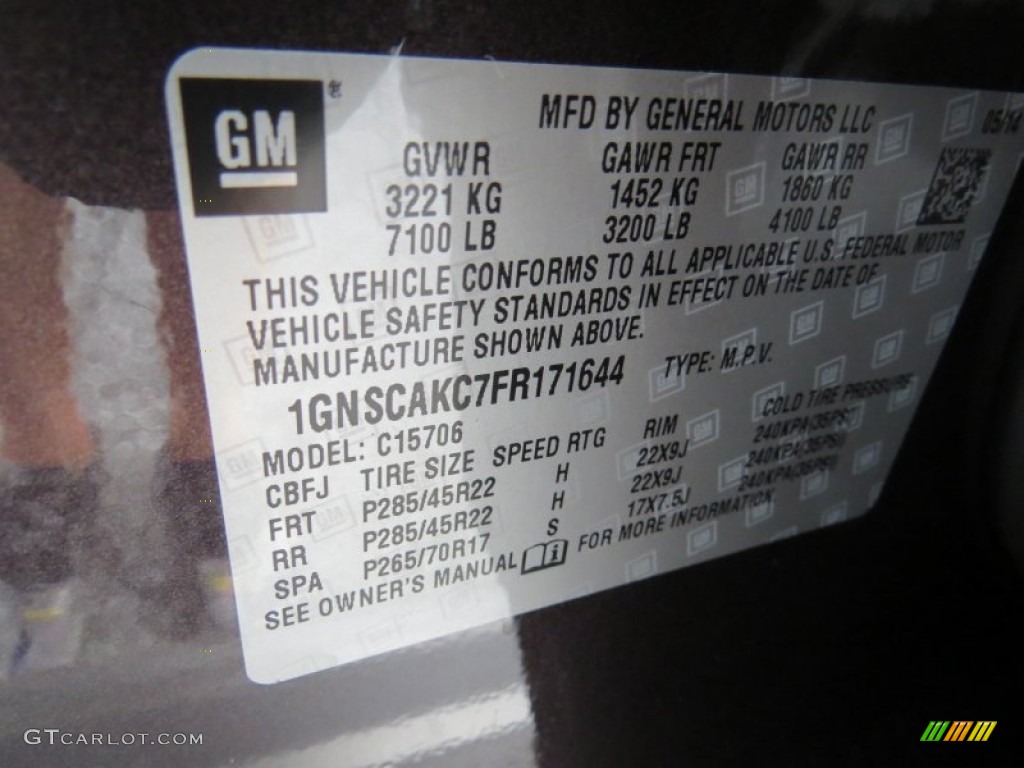 GM®
MFD BY GENERAL MOTORS LLC 05/14
GVWR GAWR FRT GAWR RR
3221 KG 1452 KG 1860 KG
7100 LB 3200 LB 4100 LB
THIS VEHICLE CONFORMS TO ALL APPLICABLE U.S. FEDERAL MOTOR
VEHICLE SAFETY STANDARDS IN EFFECT ON THE DATE OF
MANUFACTURE SHOWN ABOVE.
1GNSCAKC7FR171644 TYPE: M.P.V.
MODEL: C15706
CBFJ TIRE SIZE SPEED RTG RIM COLD TIRE PRESSURE
FRT P285/45R22 H 22X9J 240KPA(35PSI)
RR P285/45R22 H 22X9J 240KPA(35PSI)
SPA P265/70R17 S 17X7.5J 240KPA(35PSI)
SEE OWNER'S MANUAL FOR MORE INFORMATION
GTCARLOT.COM